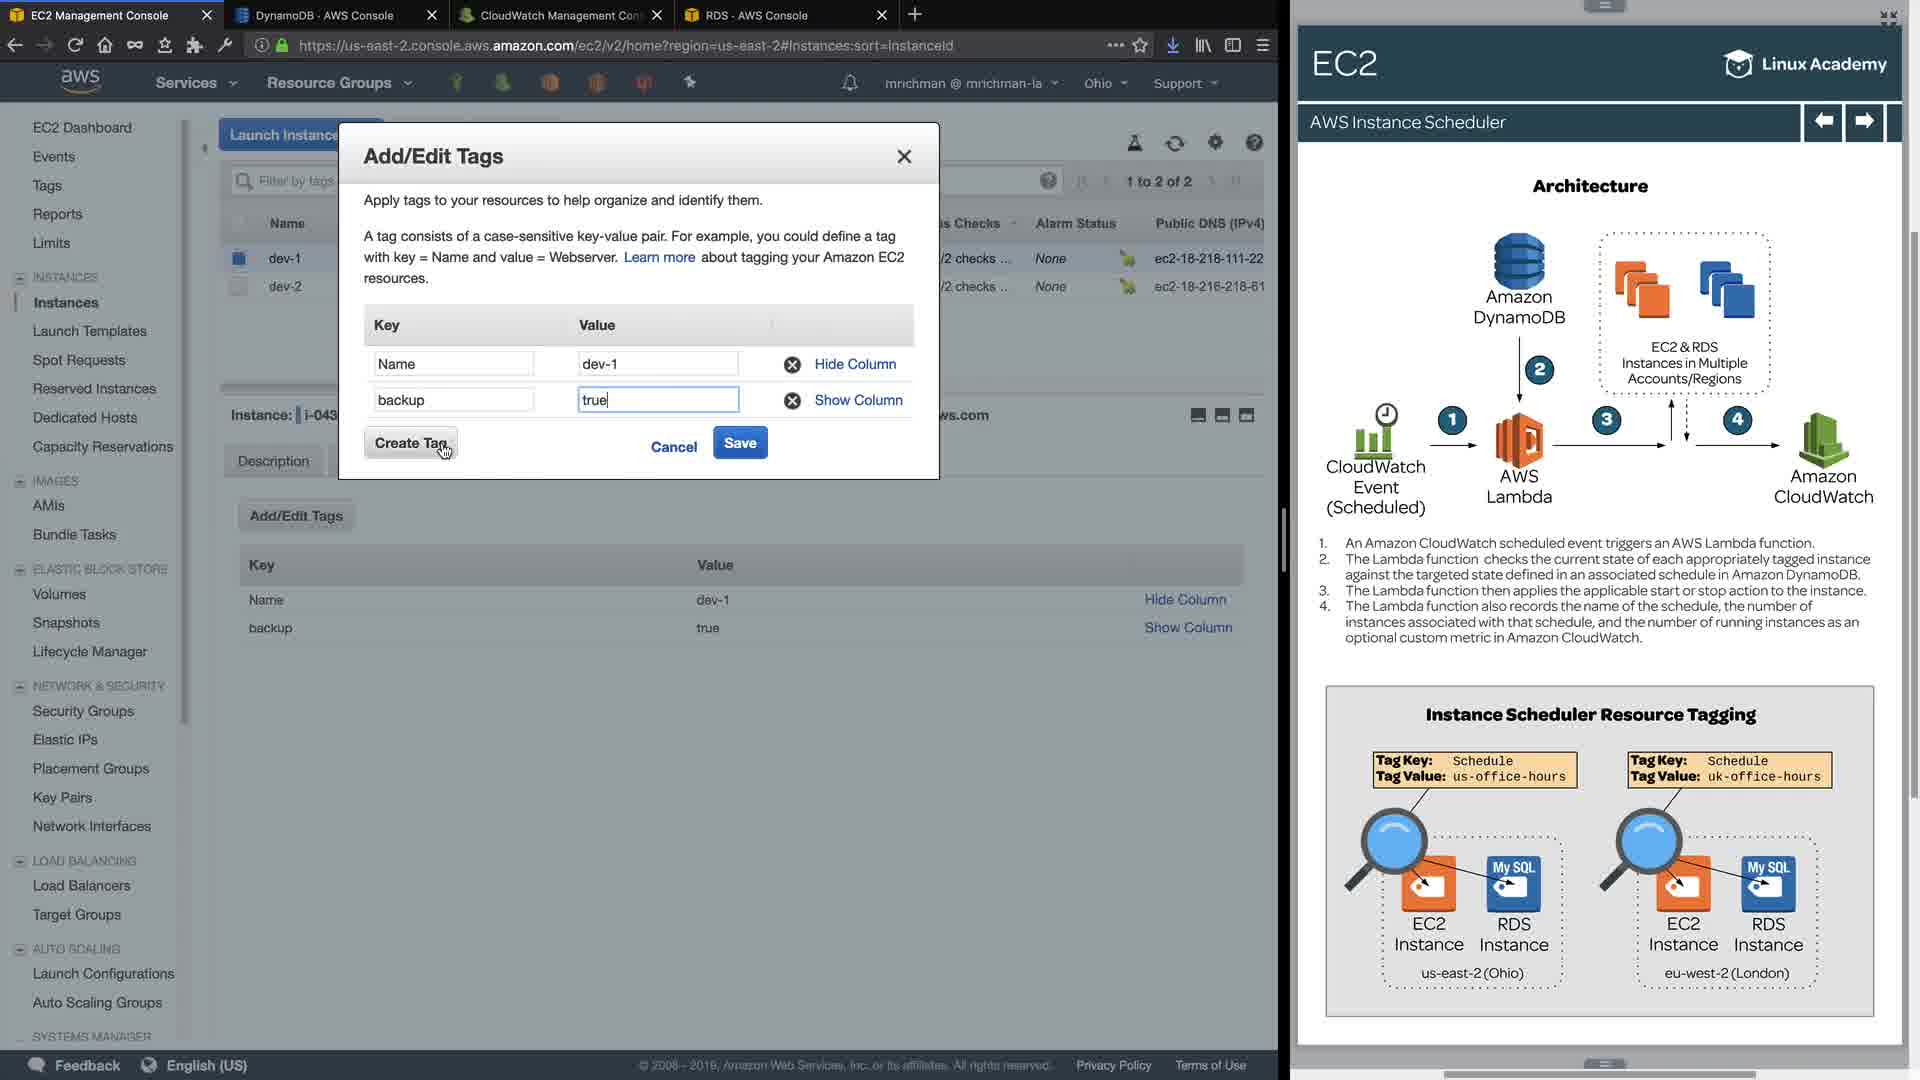 EC2 Management Console
DynamoDB - AWS Console
CloudWatch Management Con
RDS - AWS Console
https://us-east-2.console.aws.amazon.com/ec2/v2/home?region=us-east-2#Instances:sort=instanceId
aws
Services
Resource Groups
mrichman @ mrichman-la
Ohio
Support
EC2 Dashboard
Events
Tags
Reports
Limits
INSTANCES
Instances
Launch Templates
Spot Requests
Reserved Instances
Dedicated Hosts
Capacity Reservations
IMAGES
AMIs
Bundle Tasks
ELASTIC BLOCK STORE
Volumes
Snapshots
Lifecycle Manager
NETWORK & SECURITY
Security Groups
Elastic IPs
Placement Groups
Key Pairs
Network Interfaces
LOAD BALANCING
Load Balancers
Target Groups
AUTO SCALING
Launch Configurations
Auto Scaling Groups
SYSTEMS MANAGER
Launch Instance
Filter by tags
1 to 2 of 2
Name
s Checks
Alarm Status
Public DNS (IPv4)
dev-1
/2 checks ...
None
ec2-18-218-111-22
dev-2
/2 checks ...
None
ec2-18-216-218-61
Instance:
i-043
ws.com
Description
Add/Edit Tags
Key
Value
Name
dev-1
Hide Column
backup
true
Show Column
Add/Edit Tags
Apply tags to your resources to help organize and identify them.
A tag consists of a case-sensitive key-value pair. For example, you could define a tag
with key = Name and value = Webserver. Learn more about tagging your Amazon EC2
resources.
Key
Value
Name
dev-1
Hide Column
backup
true
Show Column
Create Tag
Cancel
Save
Feedback
English (US)
© 2008 - 2019, Amazon Web Services, Inc. or its affiliates. All rights reserved.
Privacy Policy
Terms of Use
EC2
Linux Academy
AWS Instance Scheduler
Architecture
Amazon
DynamoDB
EC2 & RDS
Instances in Multiple
Accounts/Regions
2
1
3
4
CloudWatch
Event
(Scheduled)
AWS
Lambda
Amazon
CloudWatch
1. An Amazon CloudWatch scheduled event triggers an AWS Lambda function.
2. The Lambda function checks the current state of each appropriately tagged instance
against the targeted state defined in an associated schedule in Amazon DynamoDB.
3. The Lambda function then applies the applicable start or stop action to the instance.
4. The Lambda function also records the name of the schedule, the number of
instances associated with that schedule, and the number of running instances as an
optional custom metric in Amazon CloudWatch.
Instance Scheduler Resource Tagging
Tag Key: Schedule
Tag Value: us-office-hours
Tag Key: Schedule
Tag Value: uk-office-hours
My SQL
My SQL
EC2
Instance
RDS
Instance
EC2
Instance
RDS
Instance
us-east-2 (Ohio)
eu-west-2 (London)